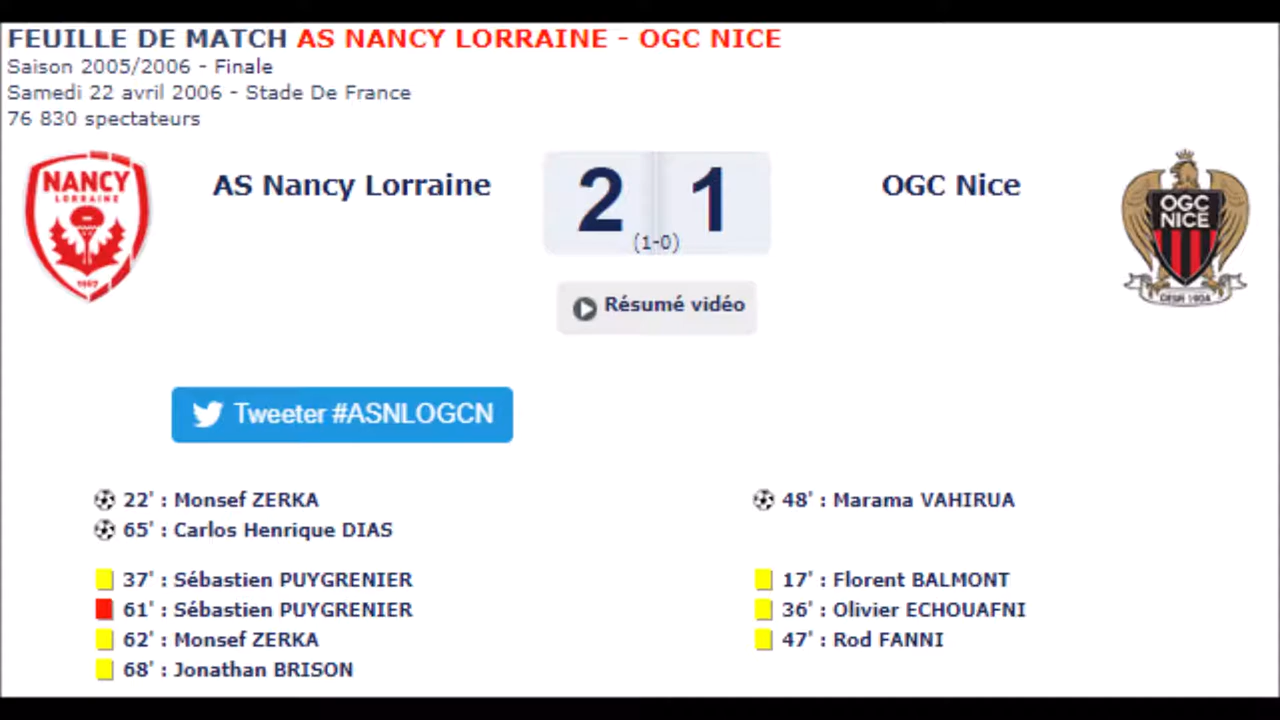 FEUILLE DE MATCH AS NANCY LORRAINE - OGC NICE
Saison 2005/2006 - Finale
Samedi 22 avril 2006 - Stade De France
76 830 spectateurs
NANCY
LORRAINE
1967
AS Nancy Lorraine
2 1
(1-0)
OGC Nice
OGC
NICE
DEPUIS 1904
Résumé vidéo
Tweeter #ASNLOGCN
22' : Monsef ZERKA
65' : Carlos Henrique DIAS
48' : Marama VAHIRUA
37' : Sébastien PUYGRENIER
61' : Sébastien PUYGRENIER
62' : Monsef ZERKA
68' : Jonathan BRISON
17' : Florent BALMONT
36' : Olivier ECHOUAFNI
47' : Rod FANNI